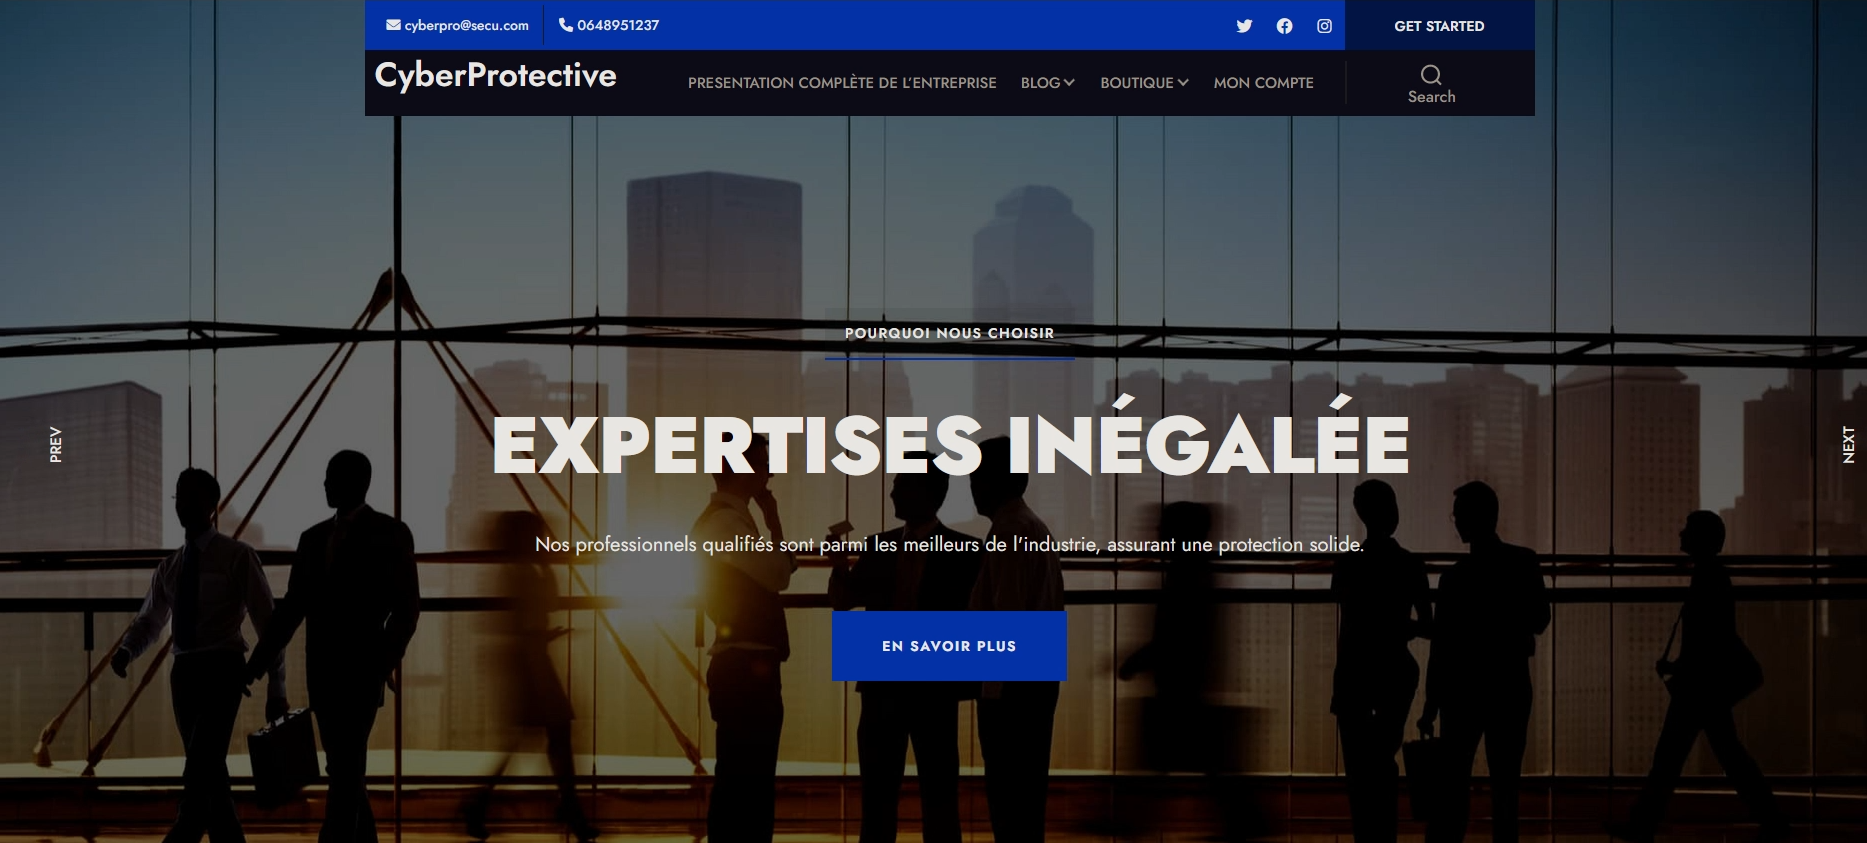 cyberpro@secu.com
0648951237
GET STARTED
CyberProtective
PRESENTATION COMPLÈTE DE L'ENTREPRISE
BLOG
BOUTIQUE
MON COMPTE
Search
POURQUOI NOUS CHOISIR
EXPERTISES INÉGALÉE
PREV
NEXT
Nos professionnels qualifiés sont parmi les meilleurs de l'industrie, assurant une protection solide.
EN SAVOIR PLUS